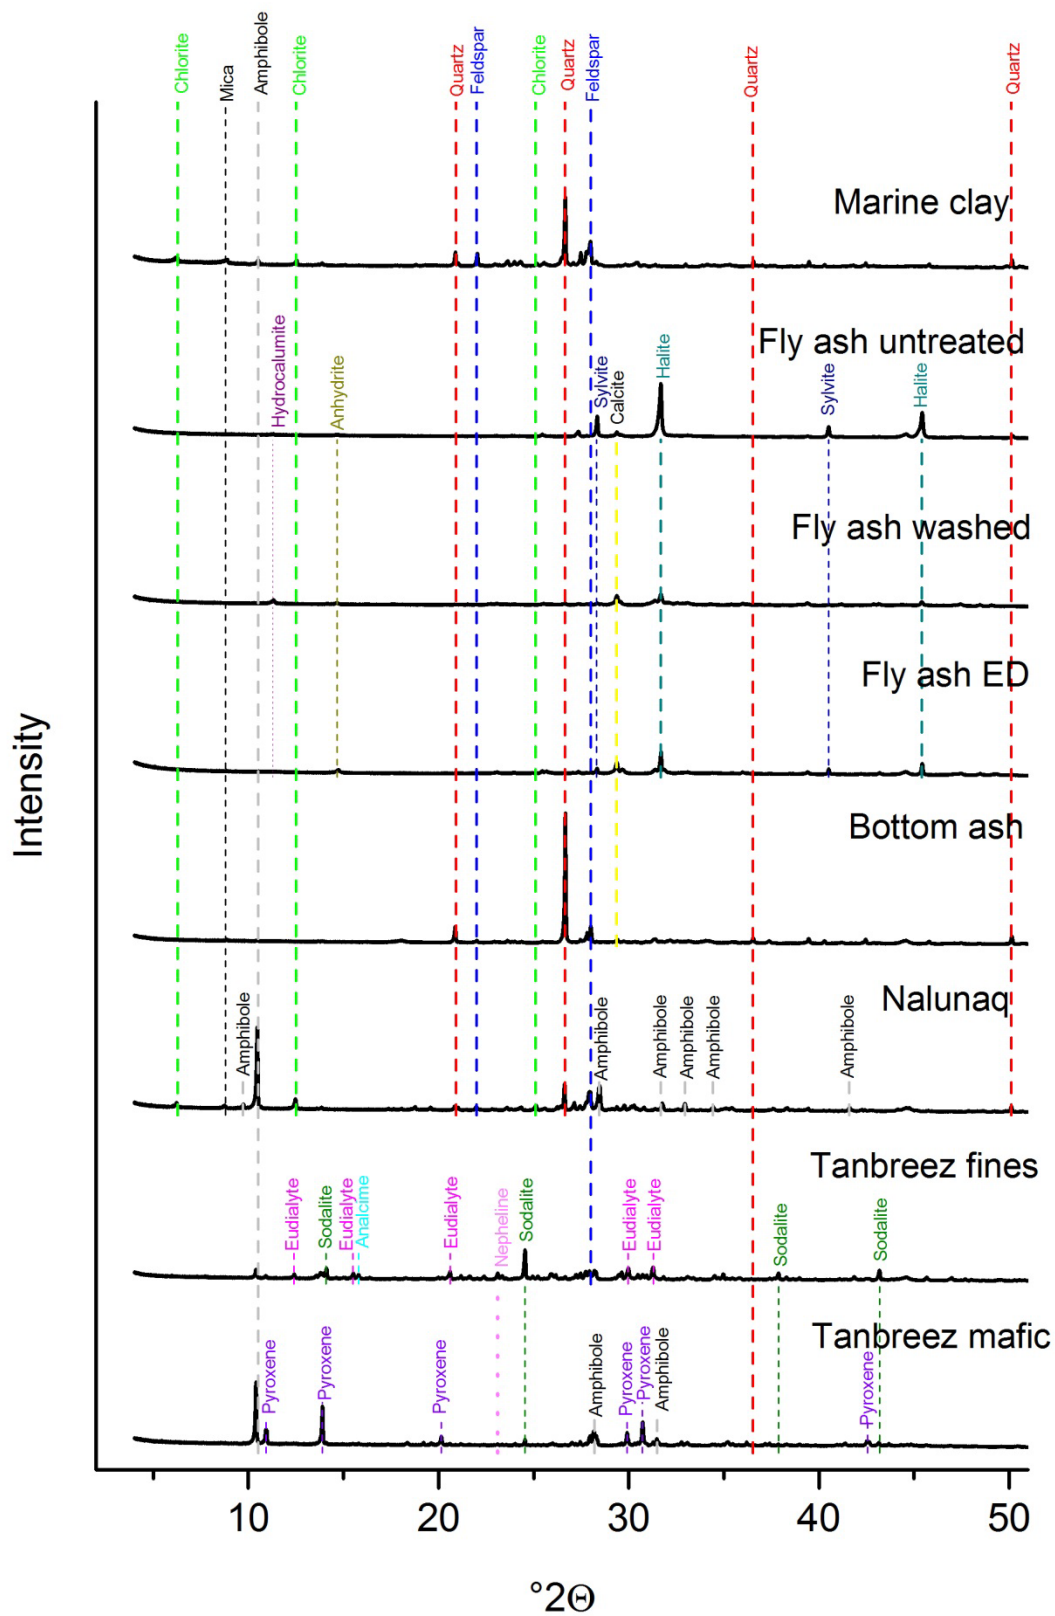 Chlorite
Mica
Amphibole
Chlorite
Quartz
Feldspar
Chlorite
Quartz
Feldspar
Quartz
Quartz
Marine clay
Fly ash untreated
Hydrocalumite
Anhydrite
Sylvite
Calcite
Halite
Sylvite
Halite
Fly ash washed
Fly ash ED
Bottom ash
Nalunaq
Amphibole
Amphibole
Amphibole
Amphibole
Amphibole
Amphibole
Tanbreez fines
Eudialyte
Sodalite
Eudialyte
Analcime
Eudialyte
Nepheline
Sodalite
Eudialyte
Eudialyte
Sodalite
Sodalite
Tanbreez mafic
Pyroxene
Pyroxene
Pyroxene
Amphibole
Pyroxene
Pyroxene
Amphibole
Pyroxene
Intensity
10 20 30 40 50
°2Θ